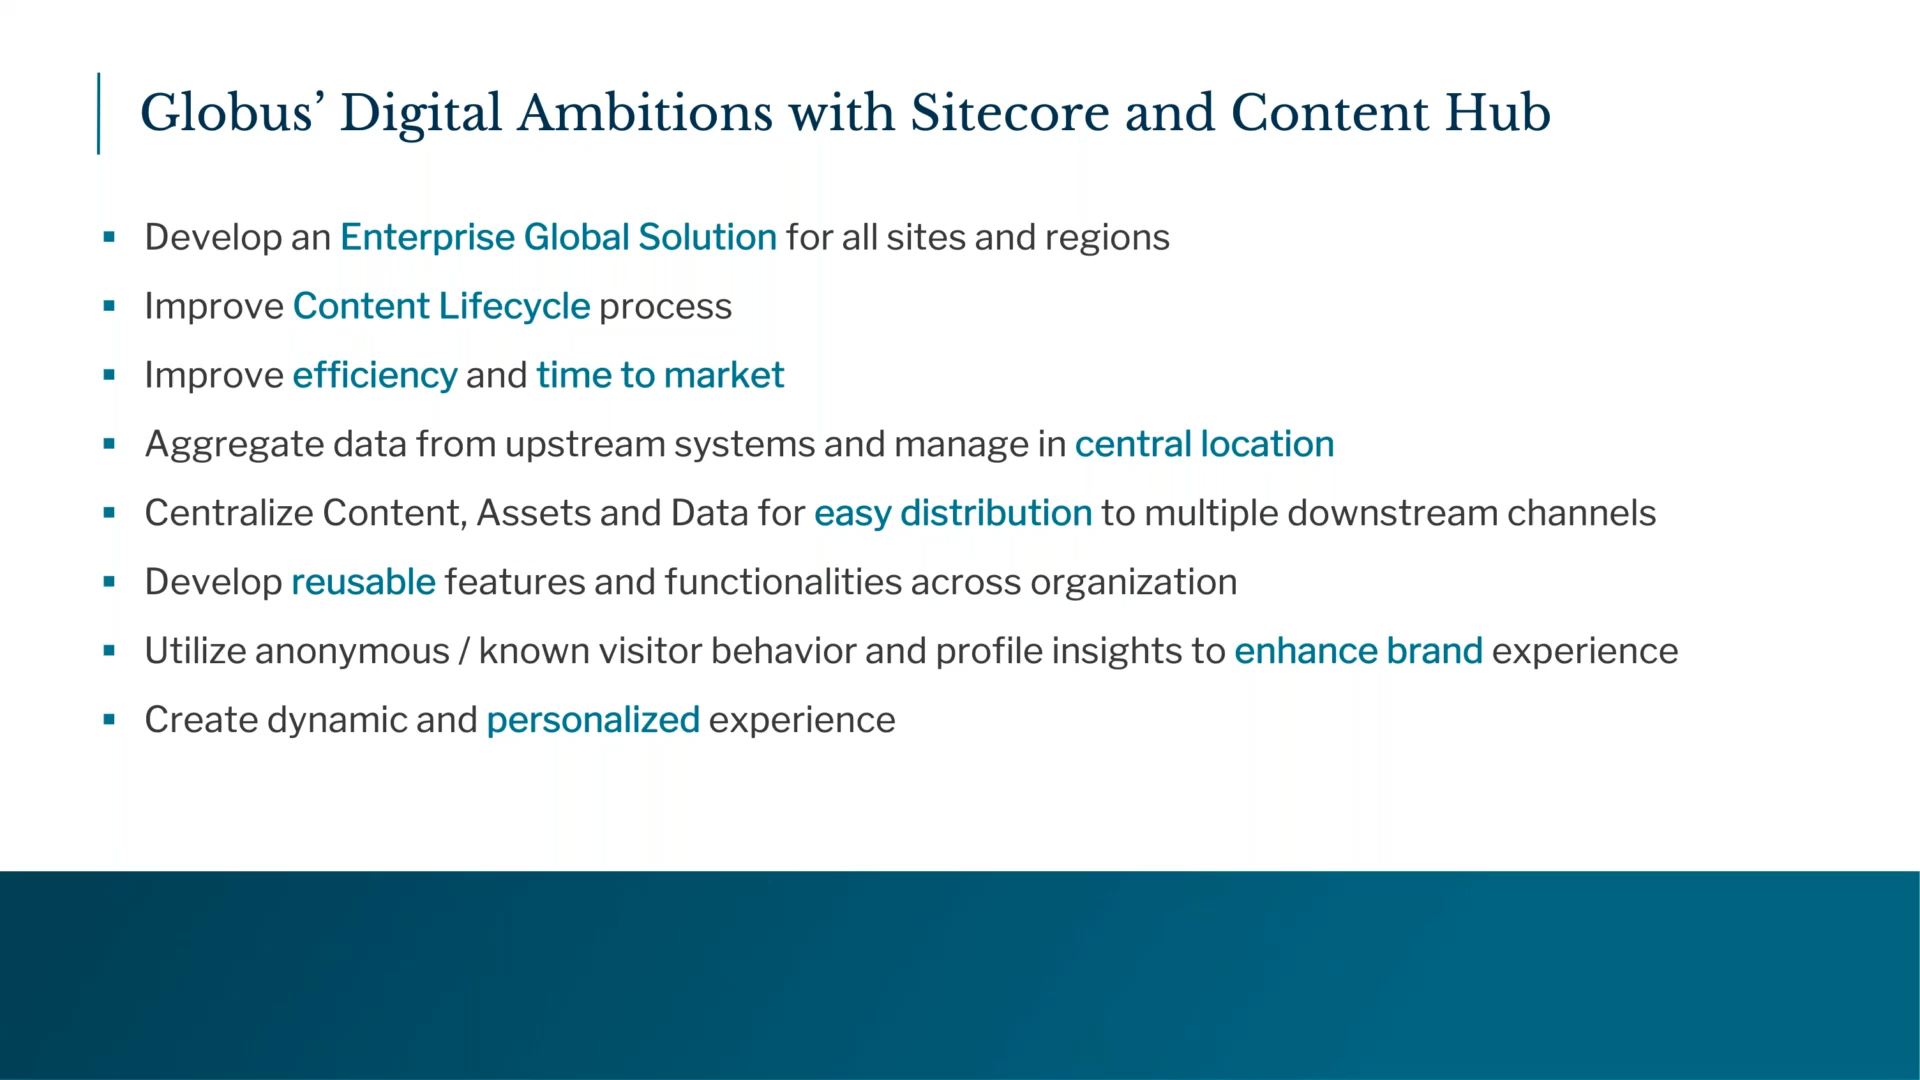 Globus’ Digital Ambitions with Sitecore and Content Hub
▪ Develop an Enterprise Global Solution for all sites and regions
▪ Improve Content Lifecycle process
▪ Improve efficiency and time to market
▪ Aggregate data from upstream systems and manage in central location
▪ Centralize Content, Assets and Data for easy distribution to multiple downstream channels
▪ Develop reusable features and functionalities across organization
▪ Utilize anonymous / known visitor behavior and profile insights to enhance brand experience
▪ Create dynamic and personalized experience